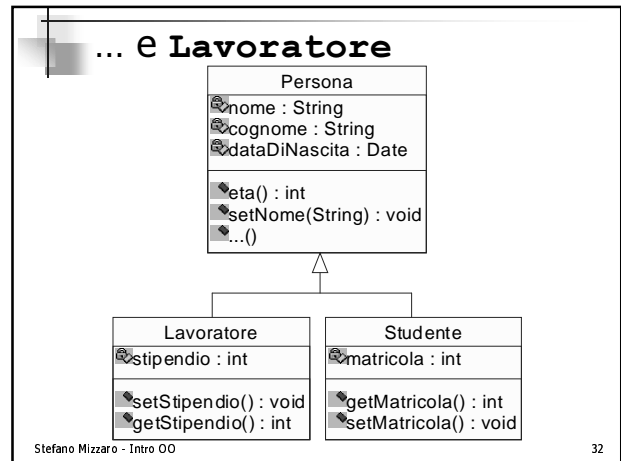 ... e Lavoratore
Persona
nome : String
cognome : String
dataDiNascita : Date
eta() : int
setNome(String) : void
...()
Lavoratore
stipendio : int
setStipendio() : void
getStipendio() : int
Studente
matricola : int
getMatricola() : int
setMatricola() : void
Stefano Mizzaro - Intro OO
32